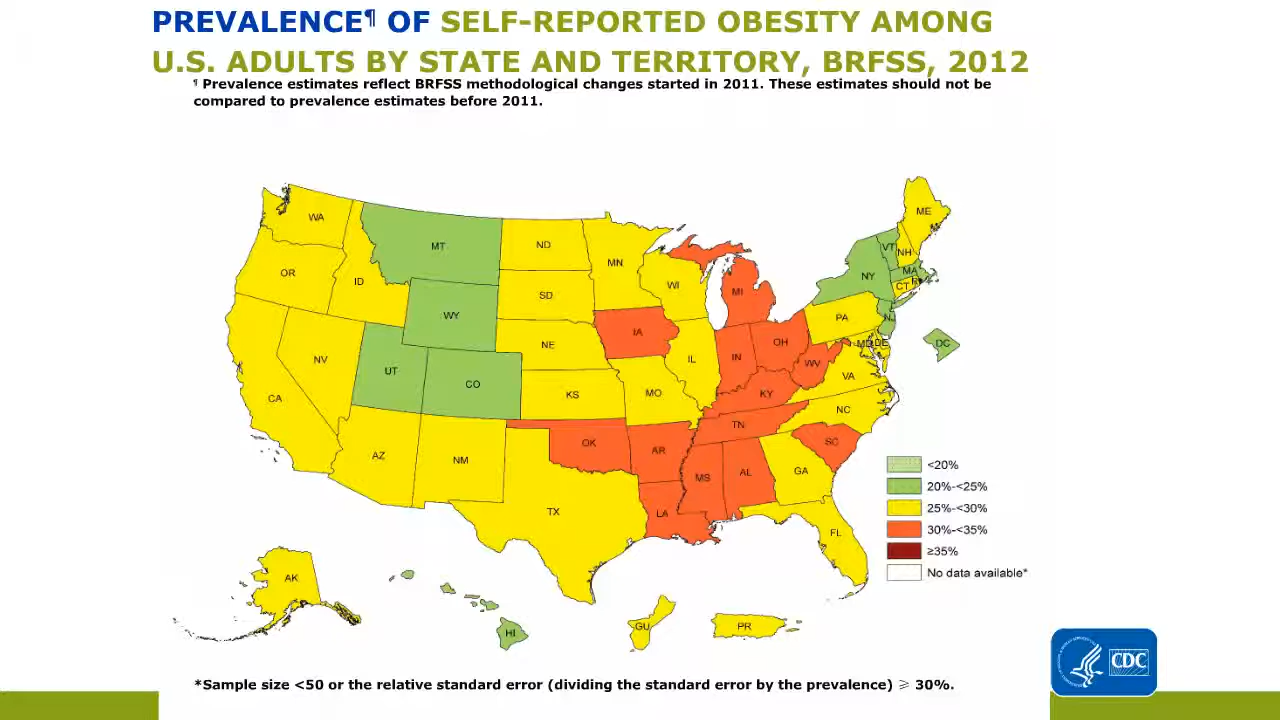 PREVALENCE¶ OF SELF-REPORTED OBESITY AMONG
U.S. ADULTS BY STATE AND TERRITORY, BRFSS, 2012
¶ Prevalence estimates reflect BRFSS methodological changes started in 2011. These estimates should not be
compared to prevalence estimates before 2011.
WA
MT
ND
MN
ME
OR
ID
SD
WI
VT
NH
WY
MI
NY
MA
CT
NE
IA
PA
NJ
NV
UT
CO
IL
IN
OH
MD
DE
DC
CA
KS
MO
WV
KY
VA
AZ
NM
OK
AR
TN
NC
SC
TX
LA
MS
AL
GA
FL
AK
HI
GU
PR
<20%
20%-<25%
25%-<30%
30%-<35%
≥35%
No data available*
CDC
*Sample size <50 or the relative standard error (dividing the standard error by the prevalence) ⩾ 30%.